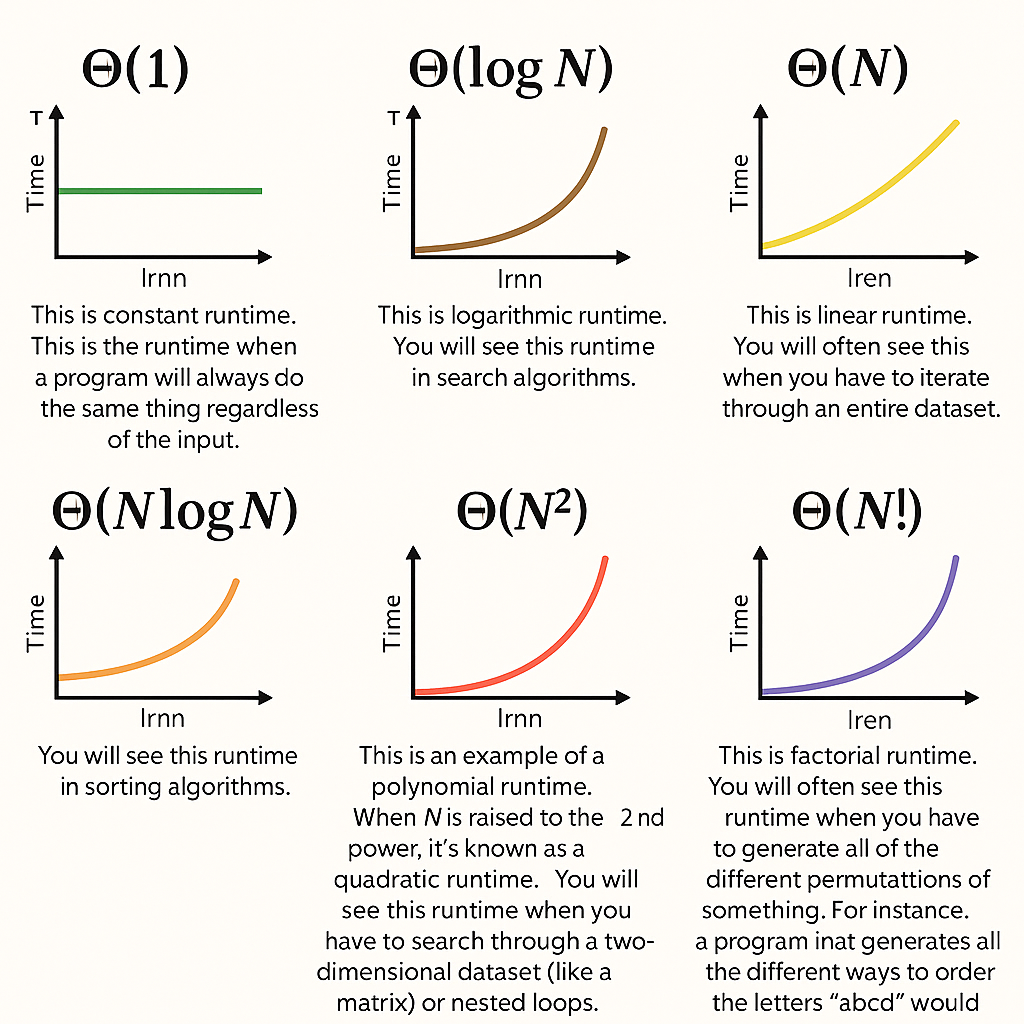 Θ(1)
T
Time
Irnn
This is constant runtime.
This is the runtime when
a program will always do
the same thing regardless
of the input.
Θ(log N)
T
Time
Irnn
This is logarithmic runtime.
You will see this runtime
in search algorithms.
Θ(N)
Time
Iren
This is linear runtime.
You will often see this
when you have to iterate
through an entire dataset.
Θ(N log N)
Time
Irnn
You will see this runtime
in sorting algorithms.
Θ(N²)
Time
Irnn
This is an example of a
polynomial runtime.
When N is raised to the 2 nd
power, it's known as a
quadratic runtime. You will
see this runtime when you
have to search through a two-
dimensional dataset (like a
matrix) or nested loops.
Θ(N!)
Time
Iren
This is factorial runtime.
You will often see this
runtime when you have
to generate all of the
different permutattions of
something. For instance.
a program inat generates all
the different ways to order
the letters “abcd” would